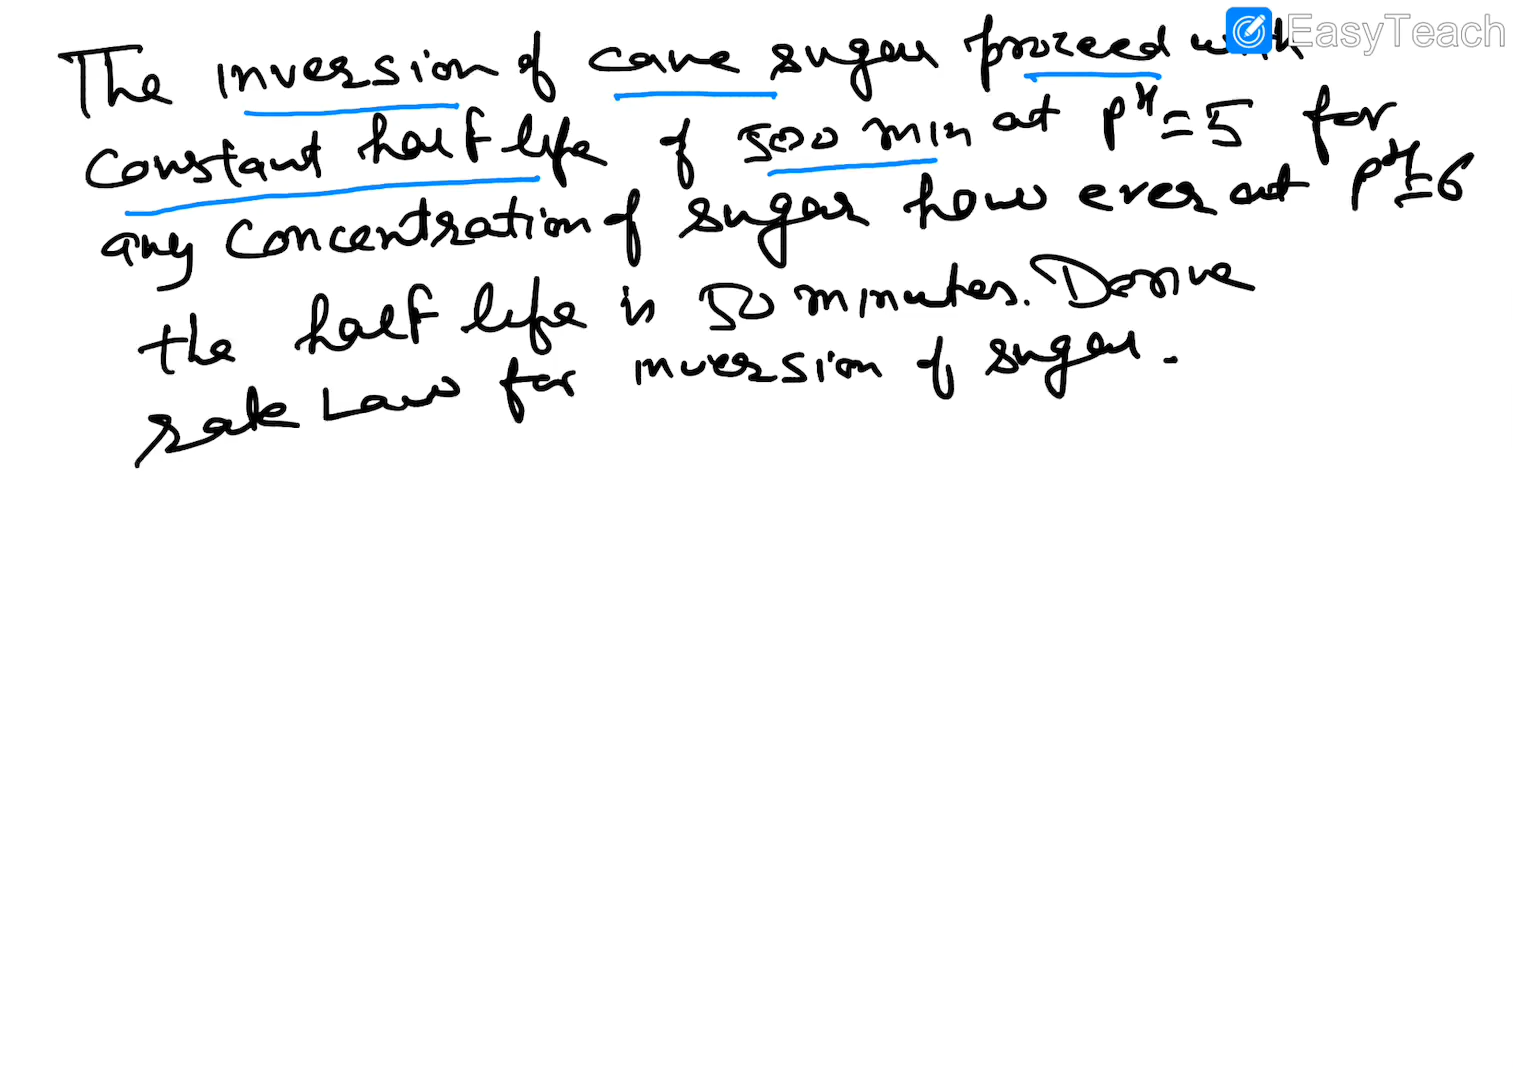 The inversion of cane sugar proceed with
EasyTeach
Constant half life of 500 min at pH = 5 for
any Concentration of sugar how ever at pH = 6
the half life is 50 minutes. Derive
rate Law for inversion of sugar.